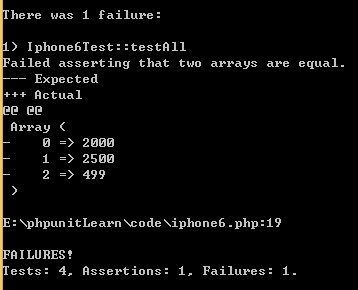 There was 1 failure:
1) Iphone6Test::testAll
Failed asserting that two arrays are equal.
--- Expected
+++ Actual
@@ @@
 Array (
-    0 => 2000
-    1 => 2500
-    2 => 499
 )
E:\phpunitLearn\code\iphone6.php:19
FAILURES!
Tests: 4, Assertions: 1, Failures: 1.